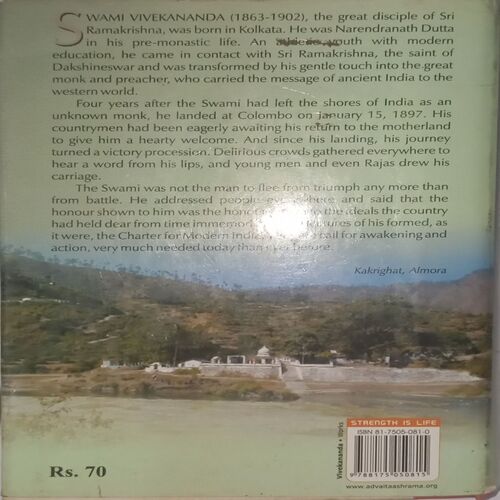 SWAMI VIVEKANANDA (1863-1902), the great disciple of Sri
Ramakrishna, was born in Kolkata. He was Narendranath Dutta
in his pre-monastic life. An youth with modern
education, he came in contact with Sri Ramakrishna, the saint of
Dakshineswar and was transformed by his gentle touch into the great
monk and preacher, who carried the message of ancient India to the
western world.
Four years after the Swami had left the shores of India as an
unknown monk, he landed at Colombo on January 15, 1897. His
countrymen had been eagerly awaiting his return to the motherland
to give him a hearty welcome. And since his landing, his journey
turned a victory procession. Delirious crowds gathered everywhere to
hear a word from his lips, and young men and even Rajas drew his
carriage.
The Swami was not the man to flee from triumph any more than
from battle. He addressed people everywhere and said that the
honour shown to him was the honour the ideals the country
had held dear from time immemorial of his formed, as
it were, the Charter for Modern India call for awakening and
action, very much needed today than ever before.
Kakrighat, Almora
Rs. 70
Vivekananda • Works
STRENGTH IS LIFE
ISBN 81-7505-081-0
9 788175 050815
www.advaitaashrama.org